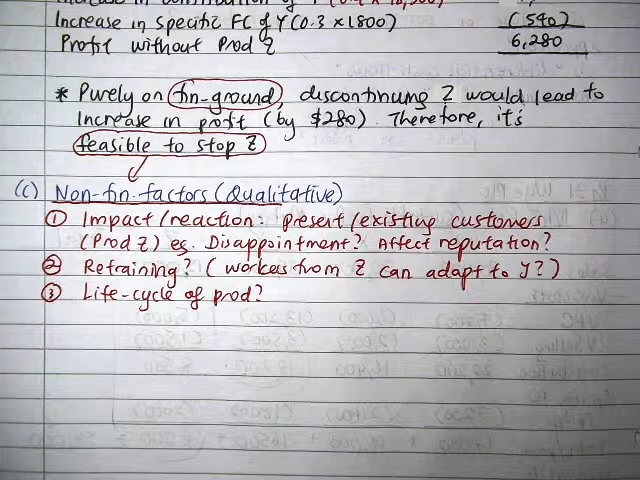 Increase in Specific FC of Y (0.3 x 1800) (540)
Profit without Prod Z 6,280
* Purely on fin-ground, discontinuing Z would lead to
increase in profit (by $280). Therefore, it's
feasible to stop Z
(c) Non-fin-factors (Qualitative)
① Impact/reaction: present/existing customers
(Prod Z) eg. Disappointment? Affect reputation?
② Retraining? (workers from Z can adapt to Y?)
③ Life-cycle of prod?